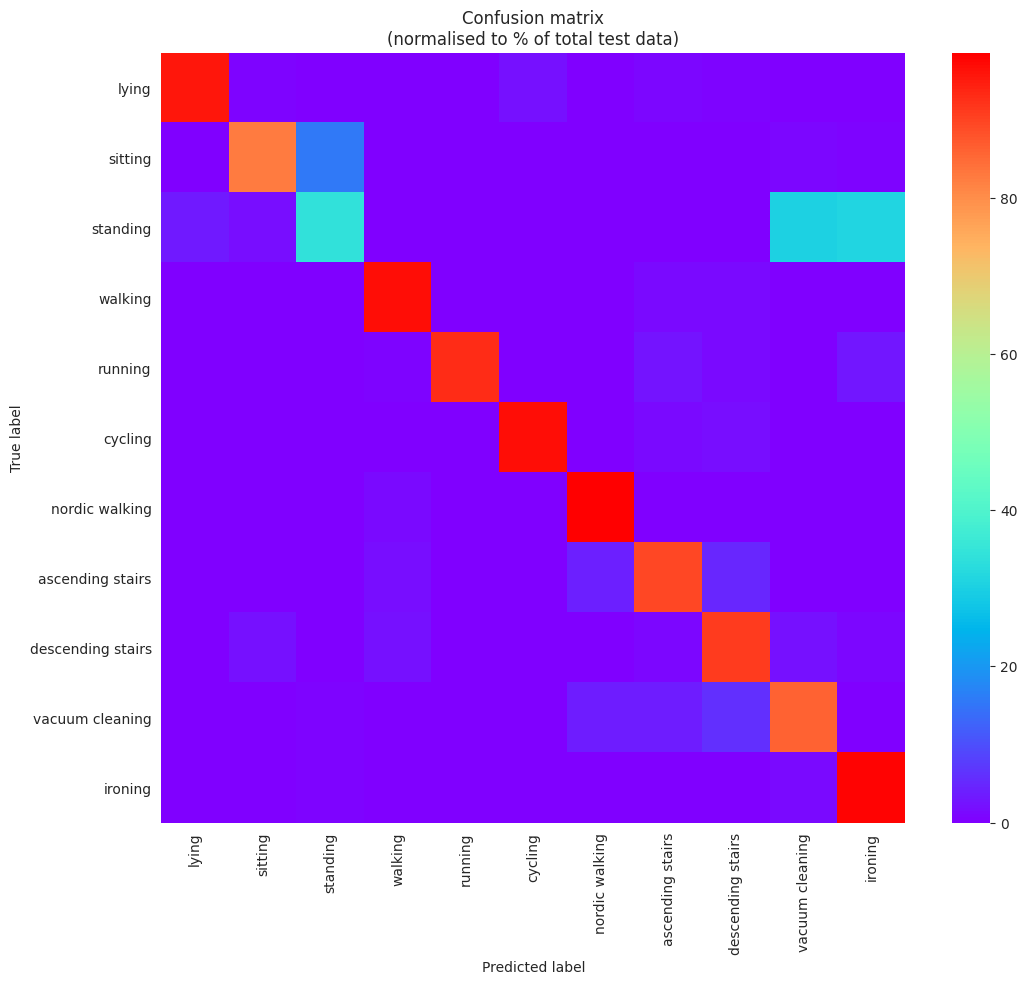 Confusion matrix
(normalised to % of total test data)
True label
lying
sitting
standing
walking
running
cycling
nordic walking
ascending stairs
descending stairs
vacuum cleaning
ironing
lying
sitting
standing
walking
running
cycling
nordic walking
ascending stairs
descending stairs
vacuum cleaning
ironing
Predicted label
80
60
40
20
0